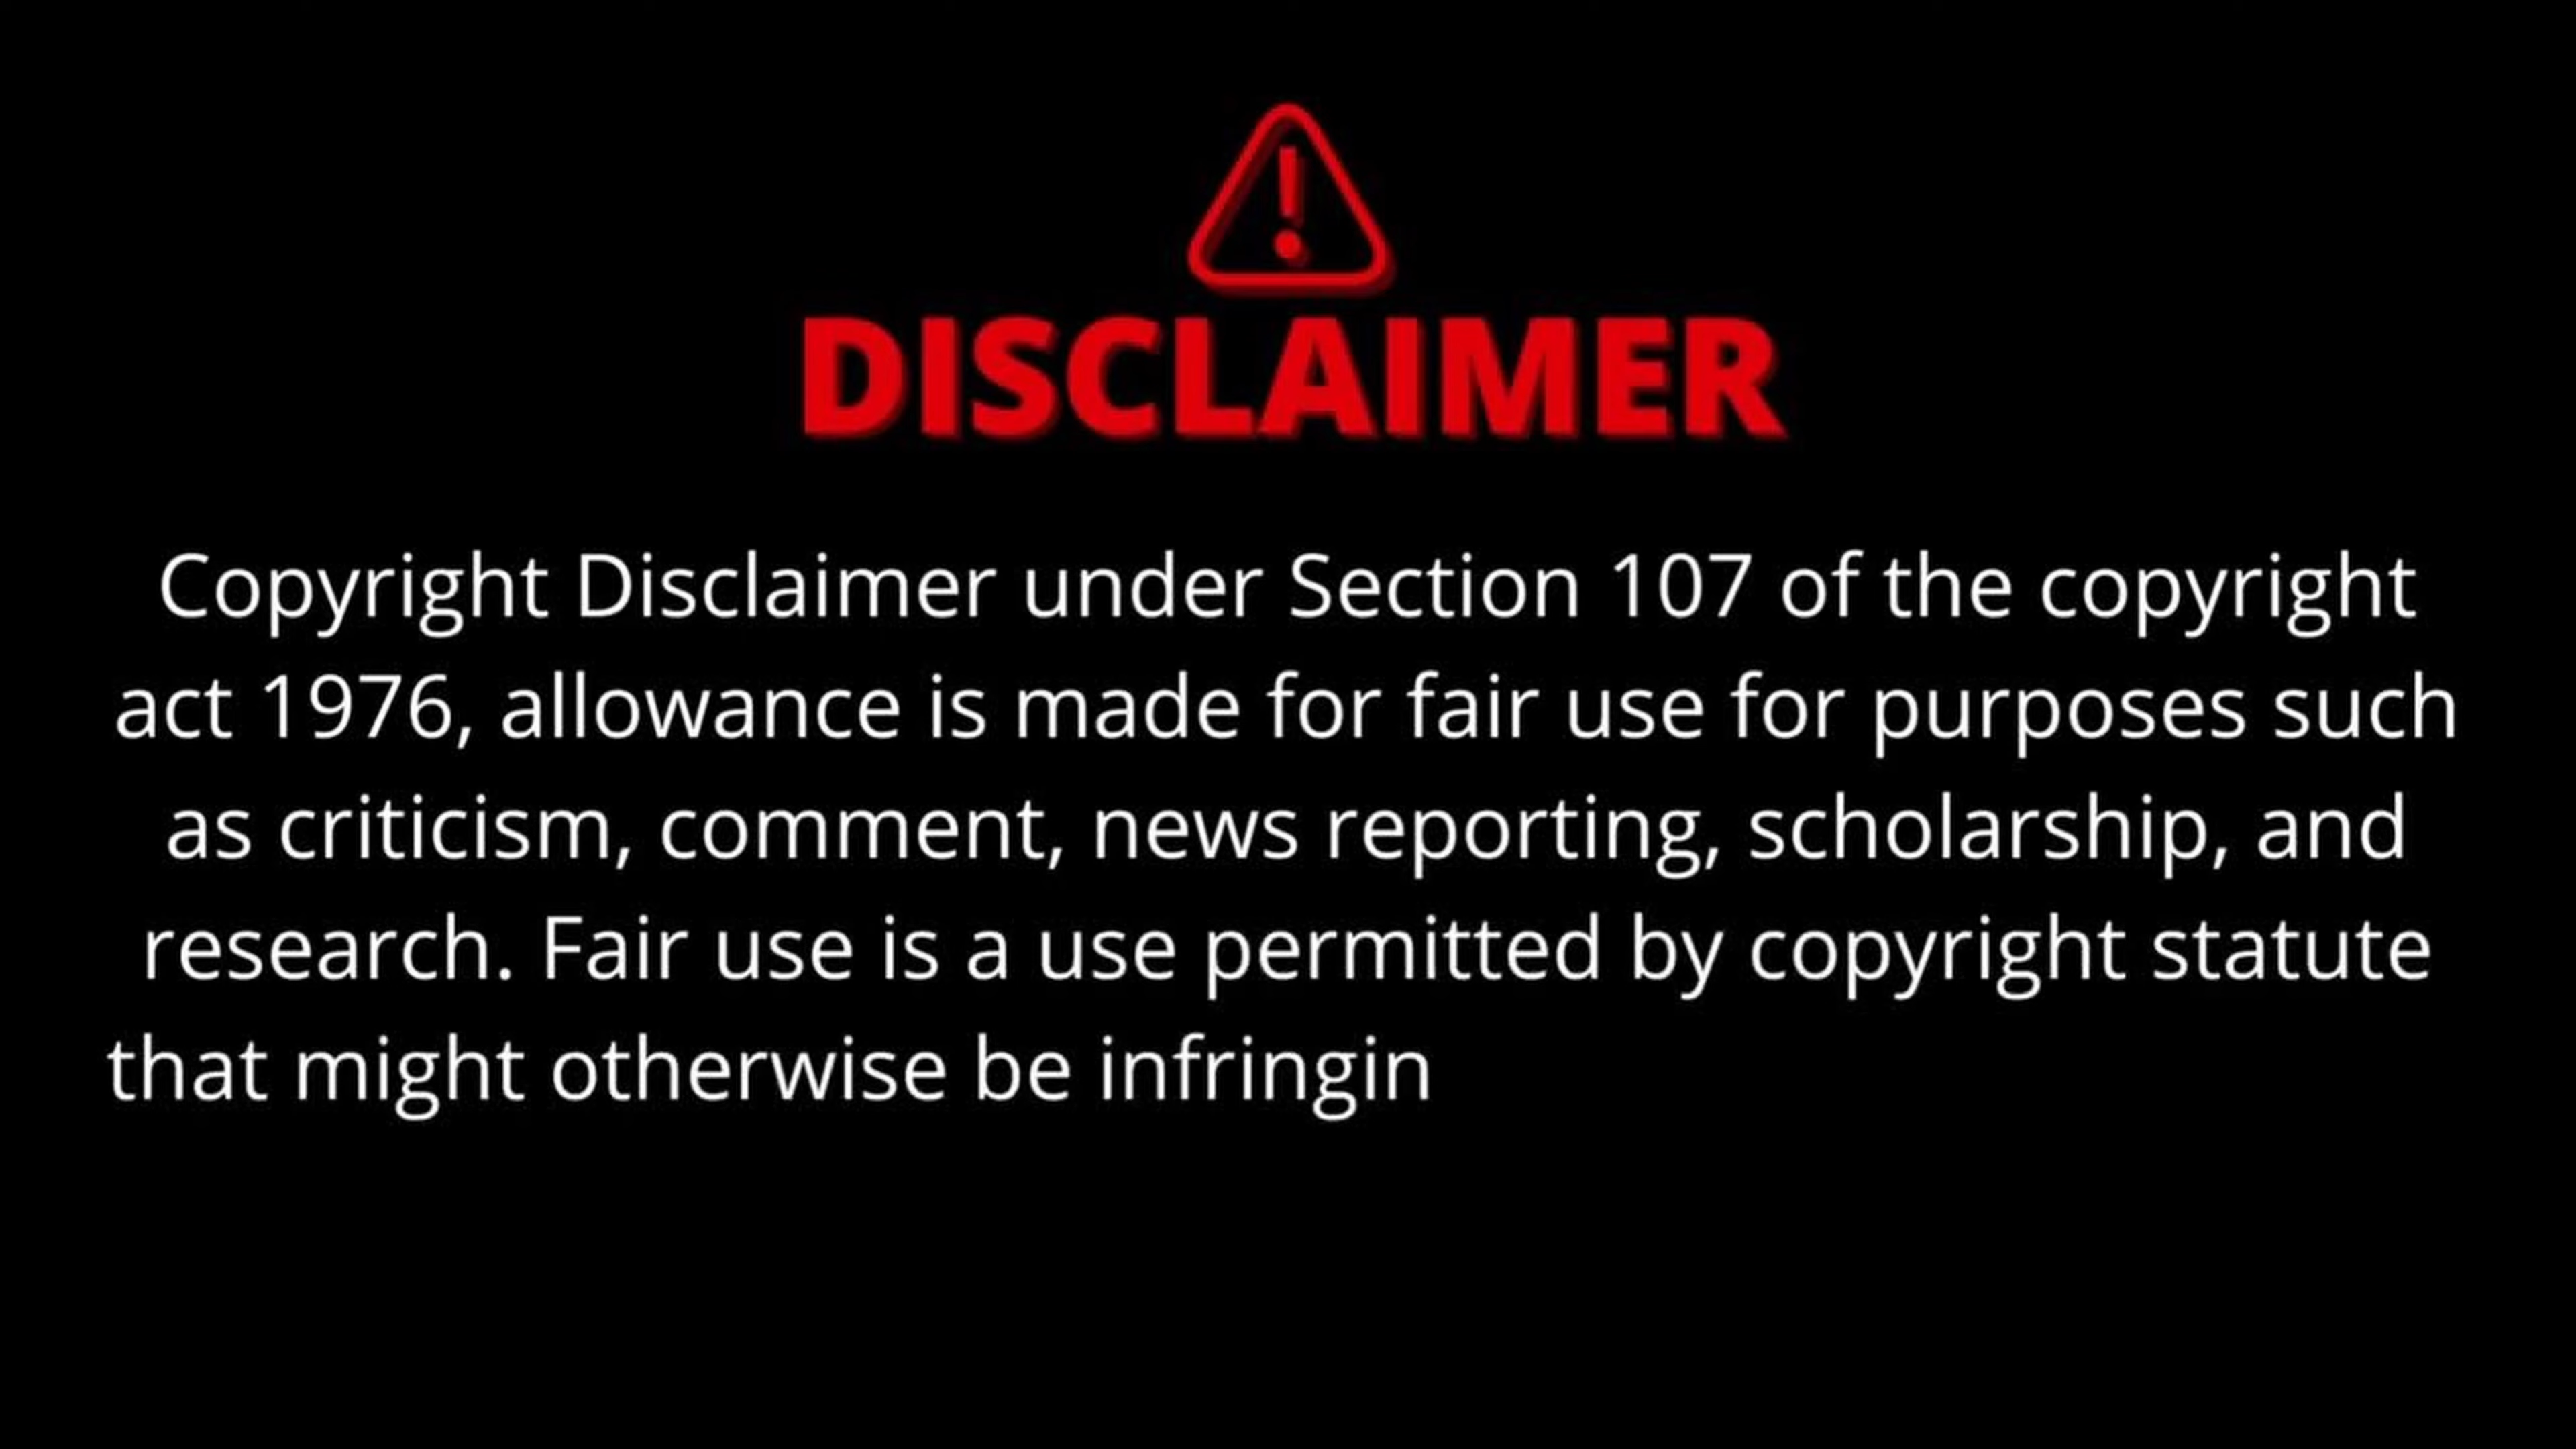 DISCLAIMER
Copyright Disclaimer under Section 107 of the copyright
act 1976, allowance is made for fair use for purposes such
as criticism, comment, news reporting, scholarship, and
research. Fair use is a use permitted by copyright statute
that might otherwise be infringin